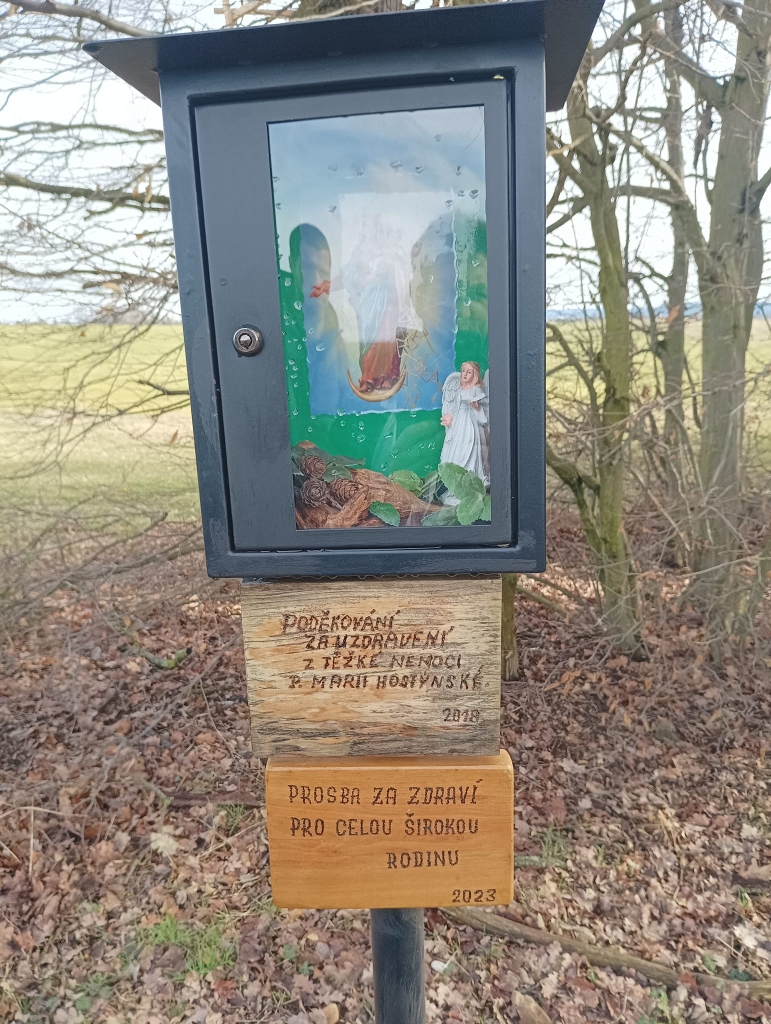 PODĚKOVÁNÍ
ZA UZDRAVENÍ
Z TĚŽKÉ NEMOCI
P. MARII HOSTÝNSKÉ
2018
PROSBA ZA ZDRAVÍ
PRO CELOU ŠIROKOU
RODINU
2023